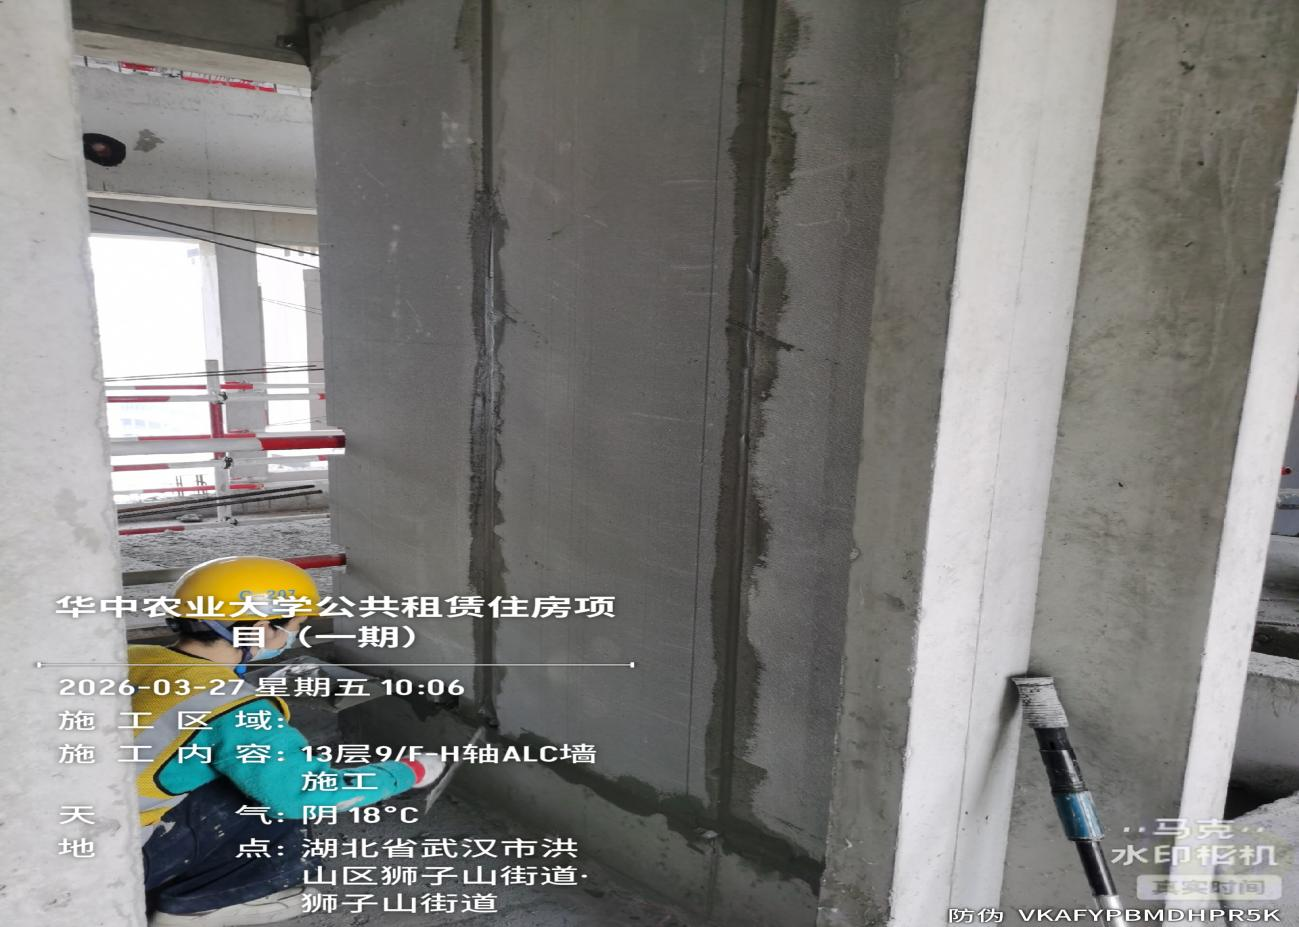 G-203
华中农业大学公共租赁住房项
目（一期）
2026-03-27 星期五 10:06
施工区域:
施工内容: 13层9/F-H轴ALC墙
施工
天气: 阴 18°C
地点: 湖北省武汉市洪
山区狮子山街道·
狮子山街道
马克
水印相机
真实时间
防伪 VKAFYPBMDHPR5K